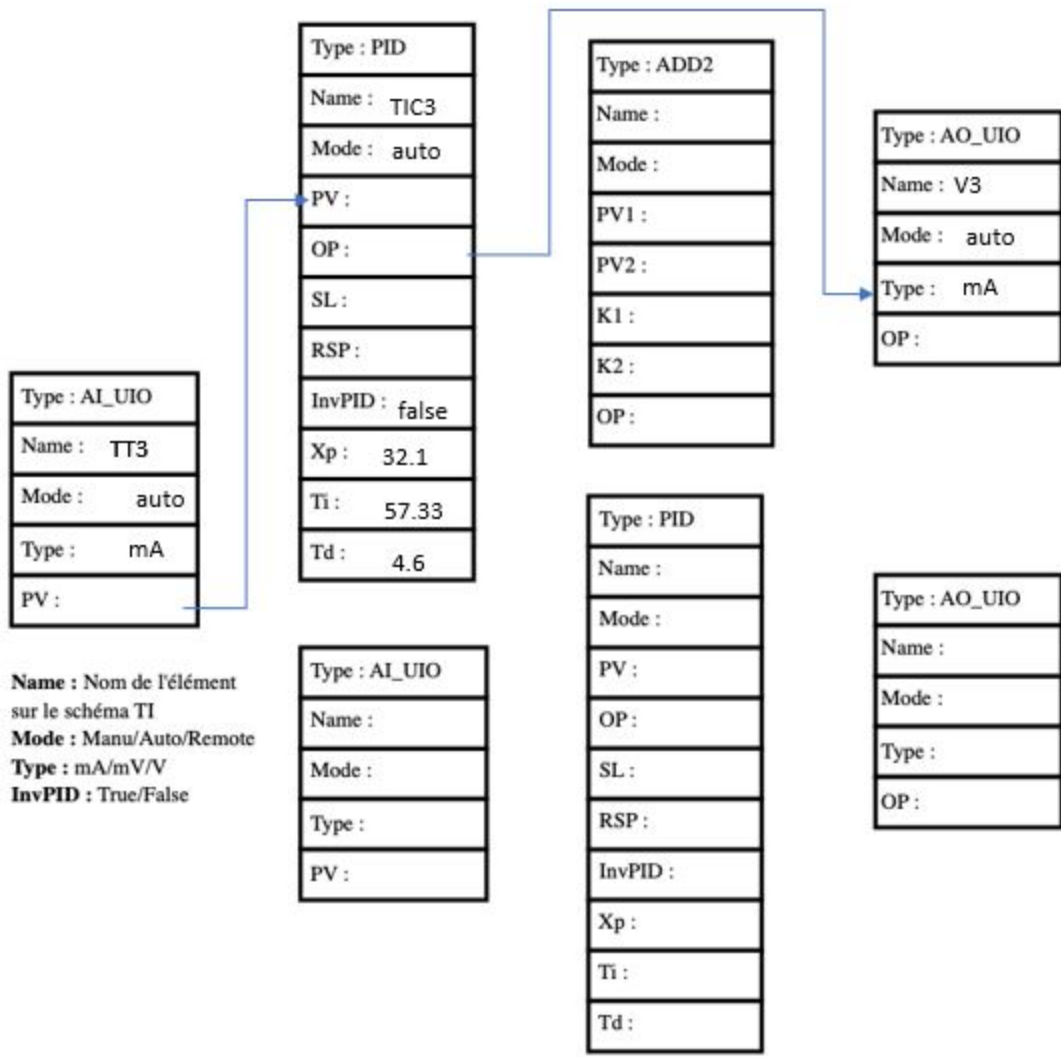 Type : PID
Name : TIC3
Mode : auto
PV :
OP :
SL :
RSP :
InvPID : false
Xp : 32.1
Ti : 57.33
Td : 4.6
Type : ADD2
Name :
Mode :
PV1 :
PV2 :
K1 :
K2 :
OP :
Type : AO_UIO
Name : V3
Mode : auto
Type : mA
OP :
Type : AI_UIO
Name : TT3
Mode : auto
Type : mA
PV :
Name : Nom de l'élément
sur le schéma TI
Mode : Manu/Auto/Remote
Type : mA/mV/V
InvPID : True/False
Type : AI_UIO
Name :
Mode :
Type :
PV :
Type : PID
Name :
Mode :
PV :
OP :
SL :
RSP :
InvPID :
Xp :
Ti :
Td :
Type : AO_UIO
Name :
Mode :
Type :
OP :